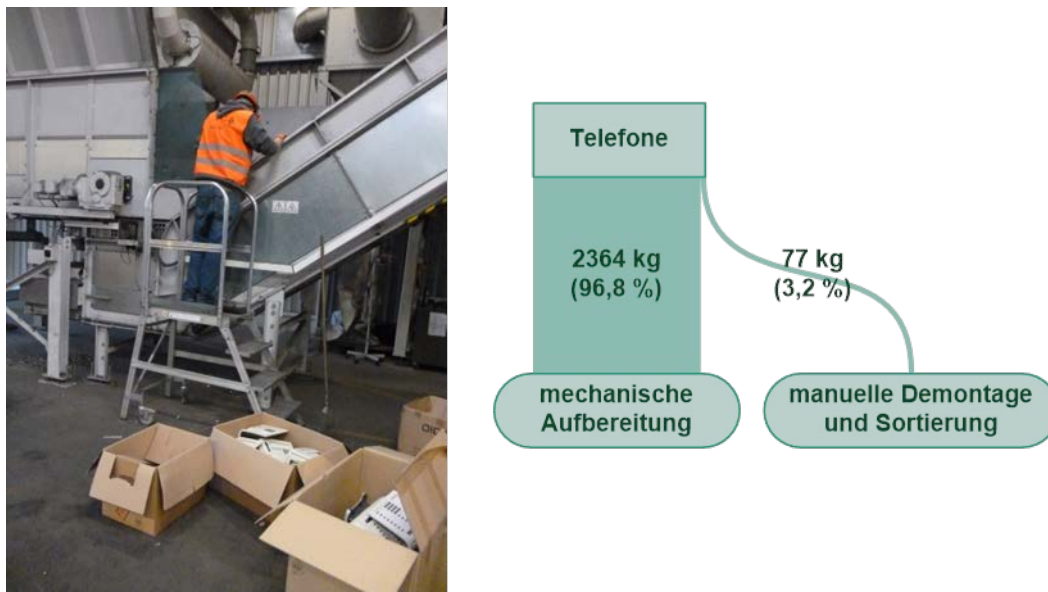 Telefone
2364 kg
(96,8 %)
77 kg
(3,2 %)
mechanische
Aufbereitung
manuelle Demontage
und Sortierung